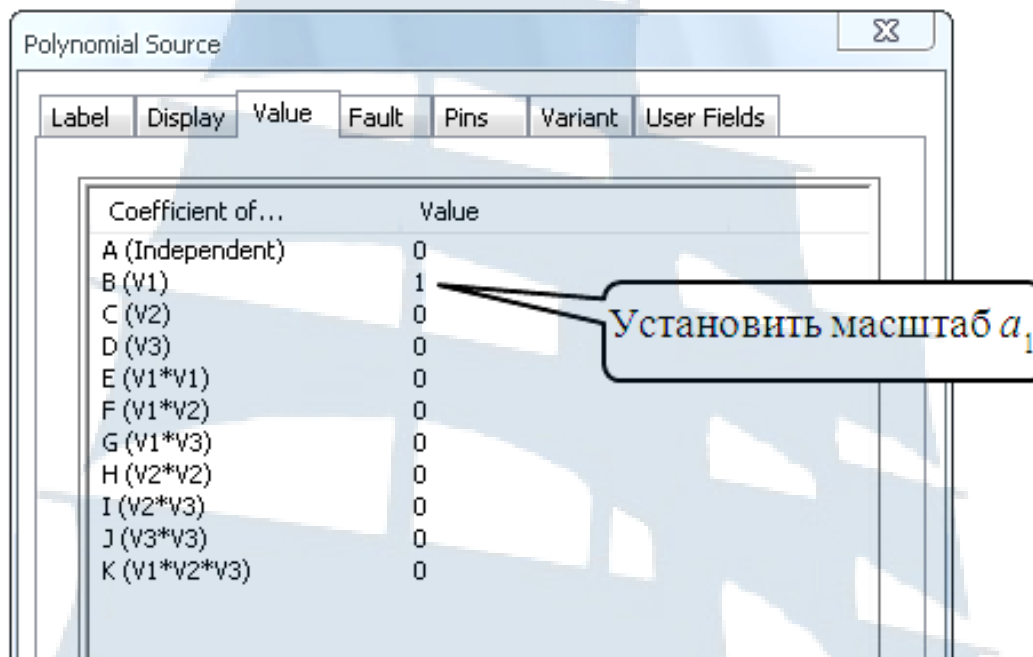 Polynomial Source
Label Display Value Fault Pins Variant User Fields
Coefficient of... Value
A (Independent) 0
B (V1) 1
C (V2) 0
D (V3) 0
E (V1*V1) 0
F (V1*V2) 0
G (V1*V3) 0
H (V2*V2) 0
I (V2*V3) 0
J (V3*V3) 0
K (V1*V2*V3) 0
Установить масштаб a1